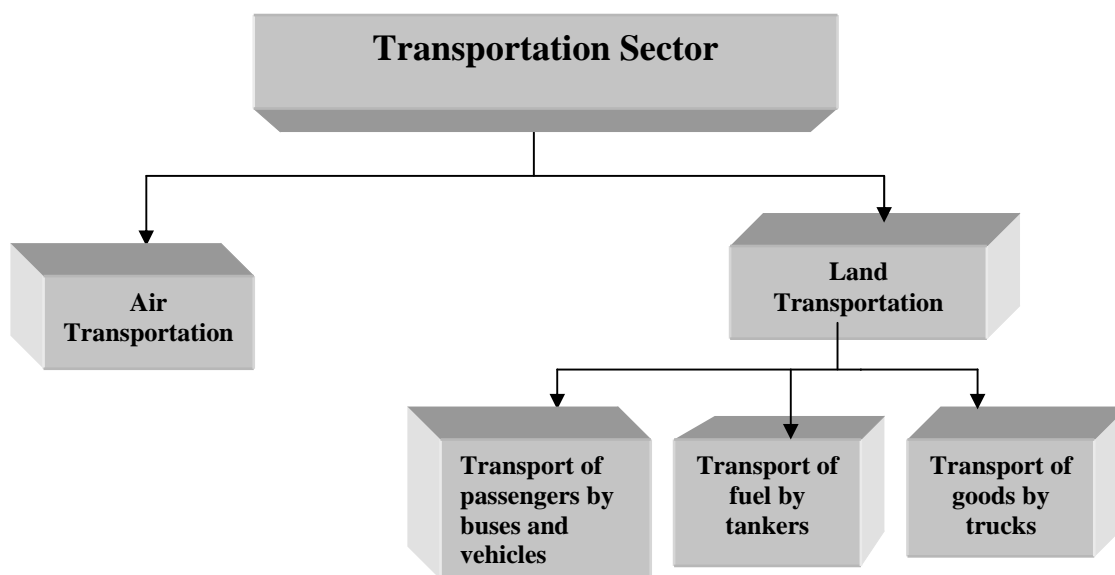 Transportation Sector
Air
Transportation
Land
Transportation
Transport of
passengers by
buses and
vehicles
Transport of
fuel by
tankers
Transport of
goods by
trucks